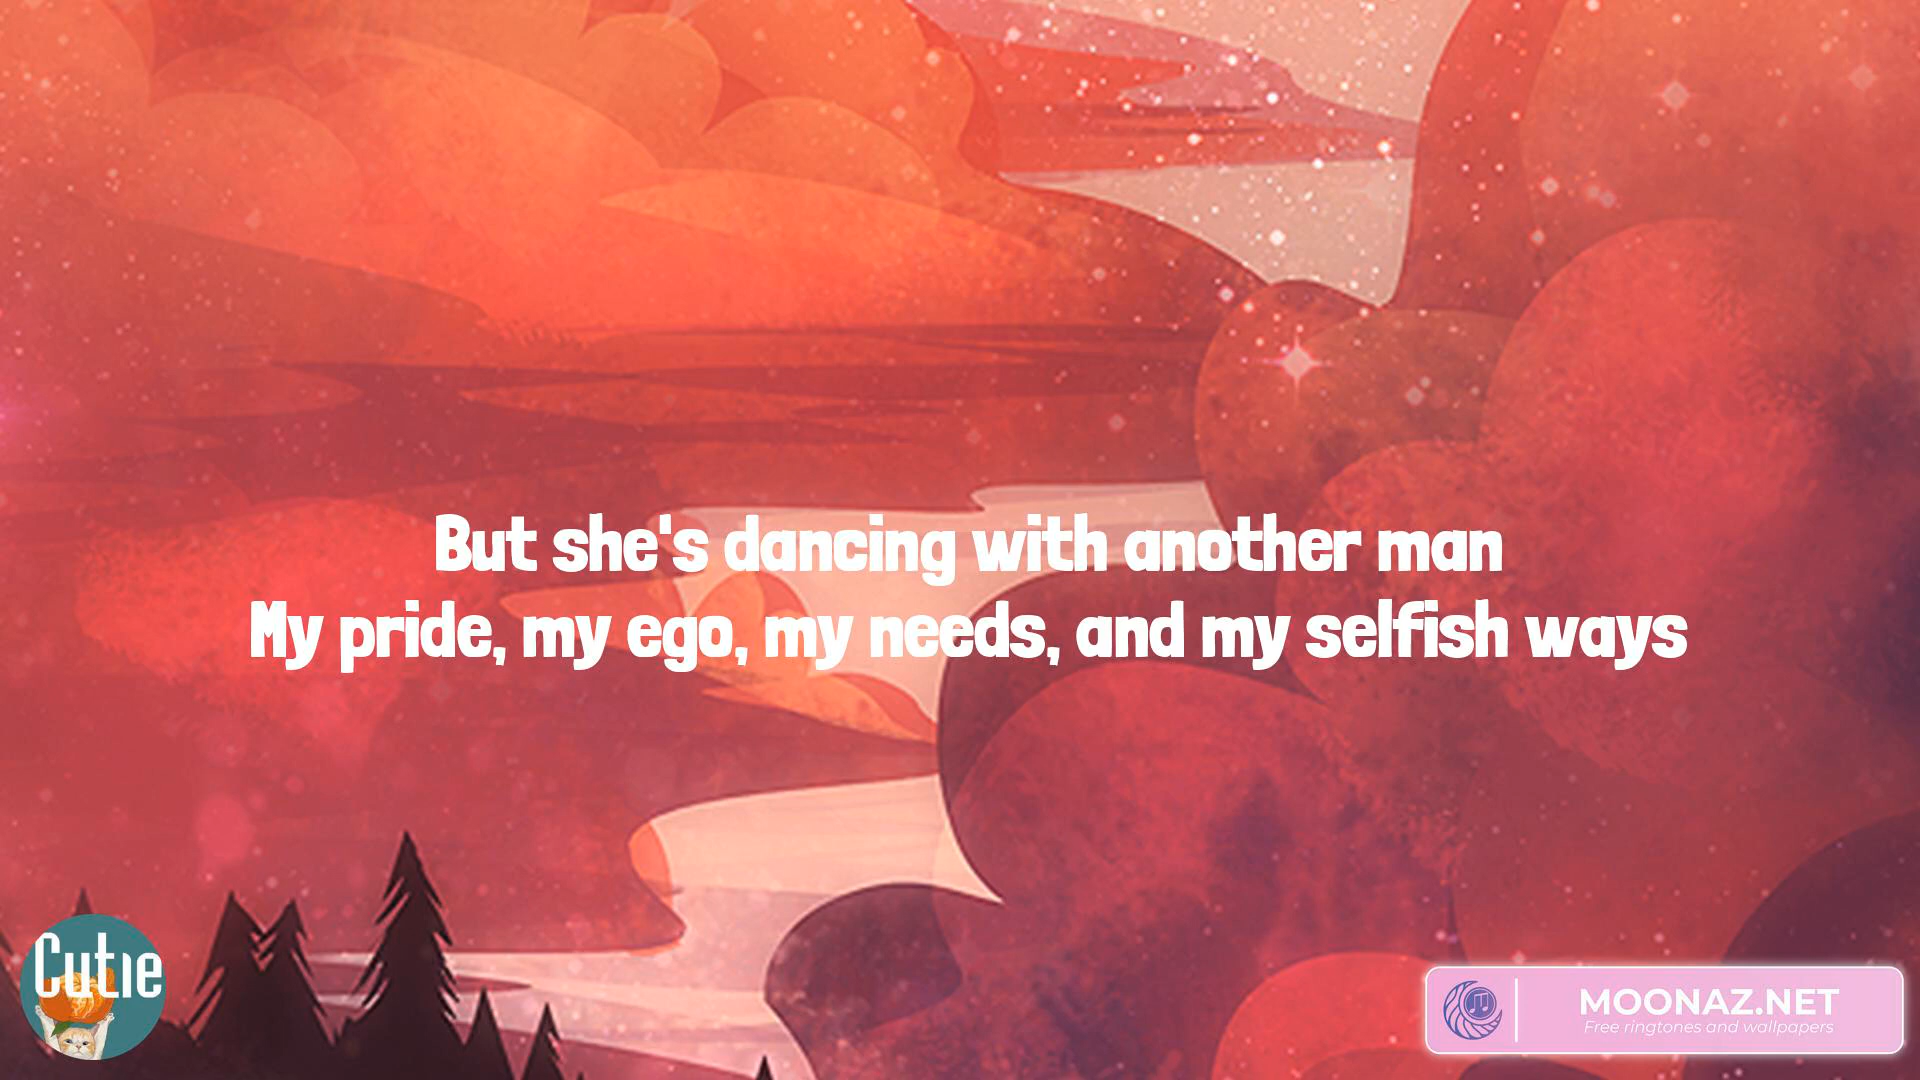 But she's dancing with another man
My pride, my ego, my needs, and my selfish ways
Cutie
MOONAZ.NET
Free ringtones and wallpapers